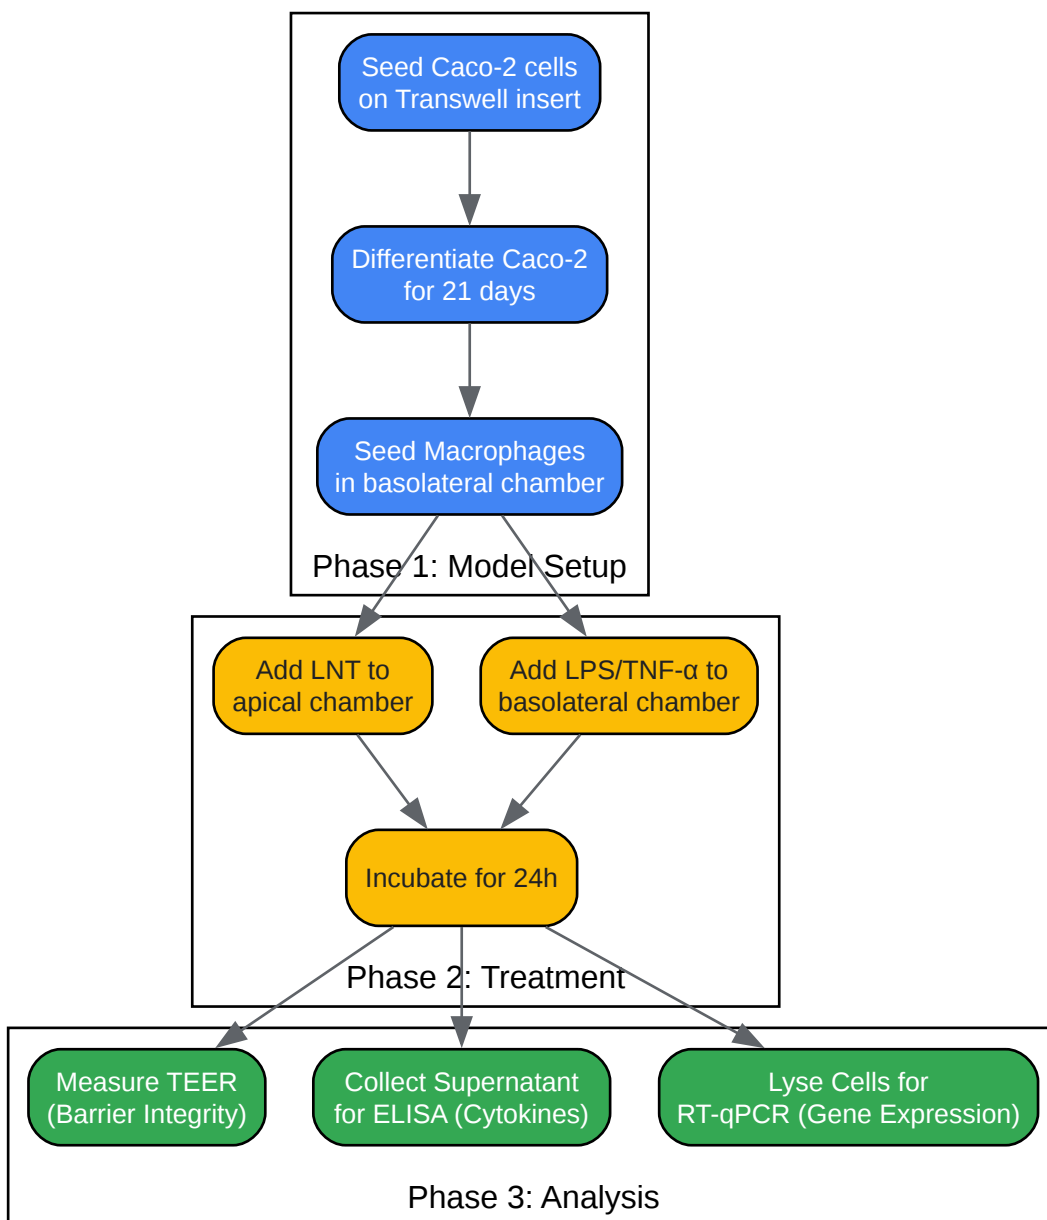 Seed Caco-2 cells
on Transwell insert
Differentiate Caco-2
for 21 days
Seed Macrophages
in basolateral chamber
Phase 1: Model Setup
Add LNT to
apical chamber
Add LPS/TNF-α to
basolateral chamber
Incubate for 24h
Phase 2: Treatment
Measure TEER
(Barrier Integrity)
Collect Supernatant
for ELISA (Cytokines)
Lyse Cells for
RT-qPCR (Gene Expression)
Phase 3: Analysis